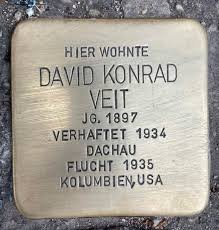 HIER WOHNTE
DAVID KONRAD
VEIT
JG. 1897
VERHAFTET 1934
DACHAU
FLUCHT 1935
KOLUMBIEN, USA